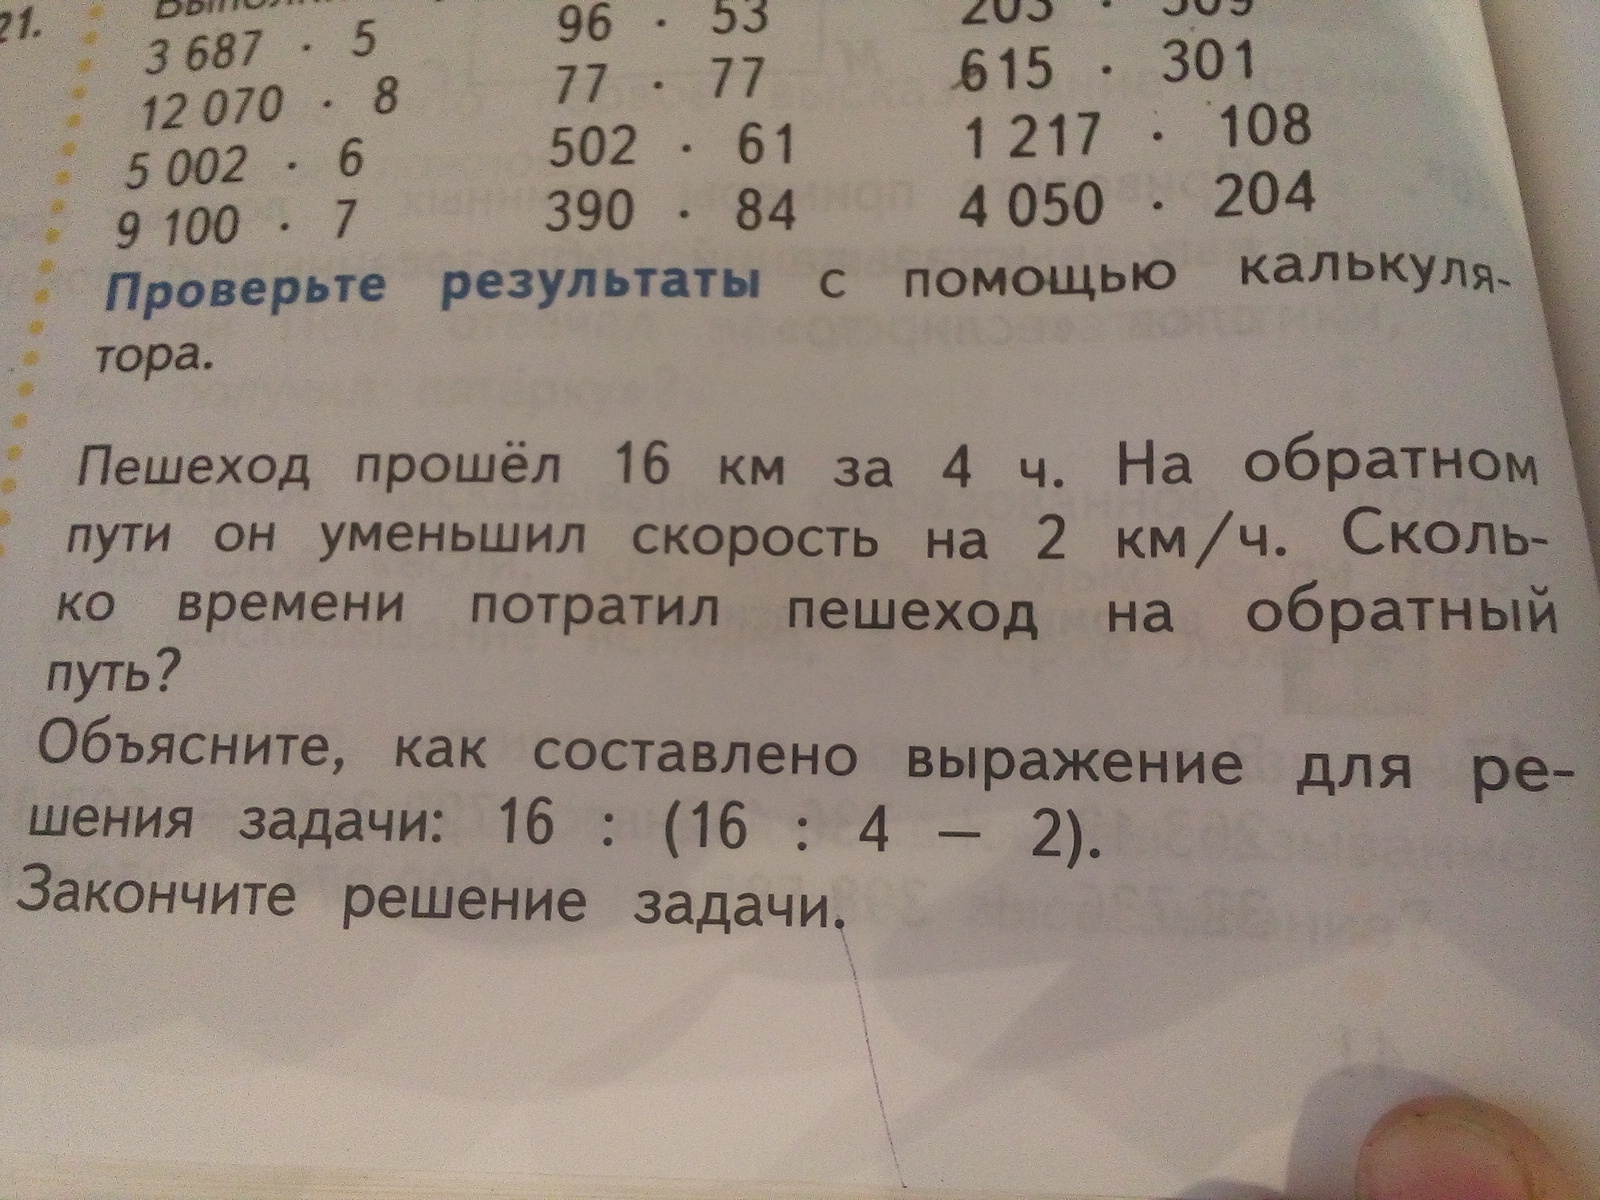 21.
3 687 · 5
12 070 · 8
5 002 · 6
9 100 · 7
96 · 53
77 · 77
502 · 61
390 · 84
615 · 301
1 217 · 108
4 050 · 204
Проверьте результаты с помощью калькуля-
тора.
Пешеход прошёл 16 км за 4 ч. На обратном
пути он уменьшил скорость на 2 км/ч. Сколь-
ко времени потратил пешеход на обратный
путь?
Объясните, как составлено выражение для ре-
шения задачи: 16 : (16 : 4 − 2).
Закончите решение задачи.